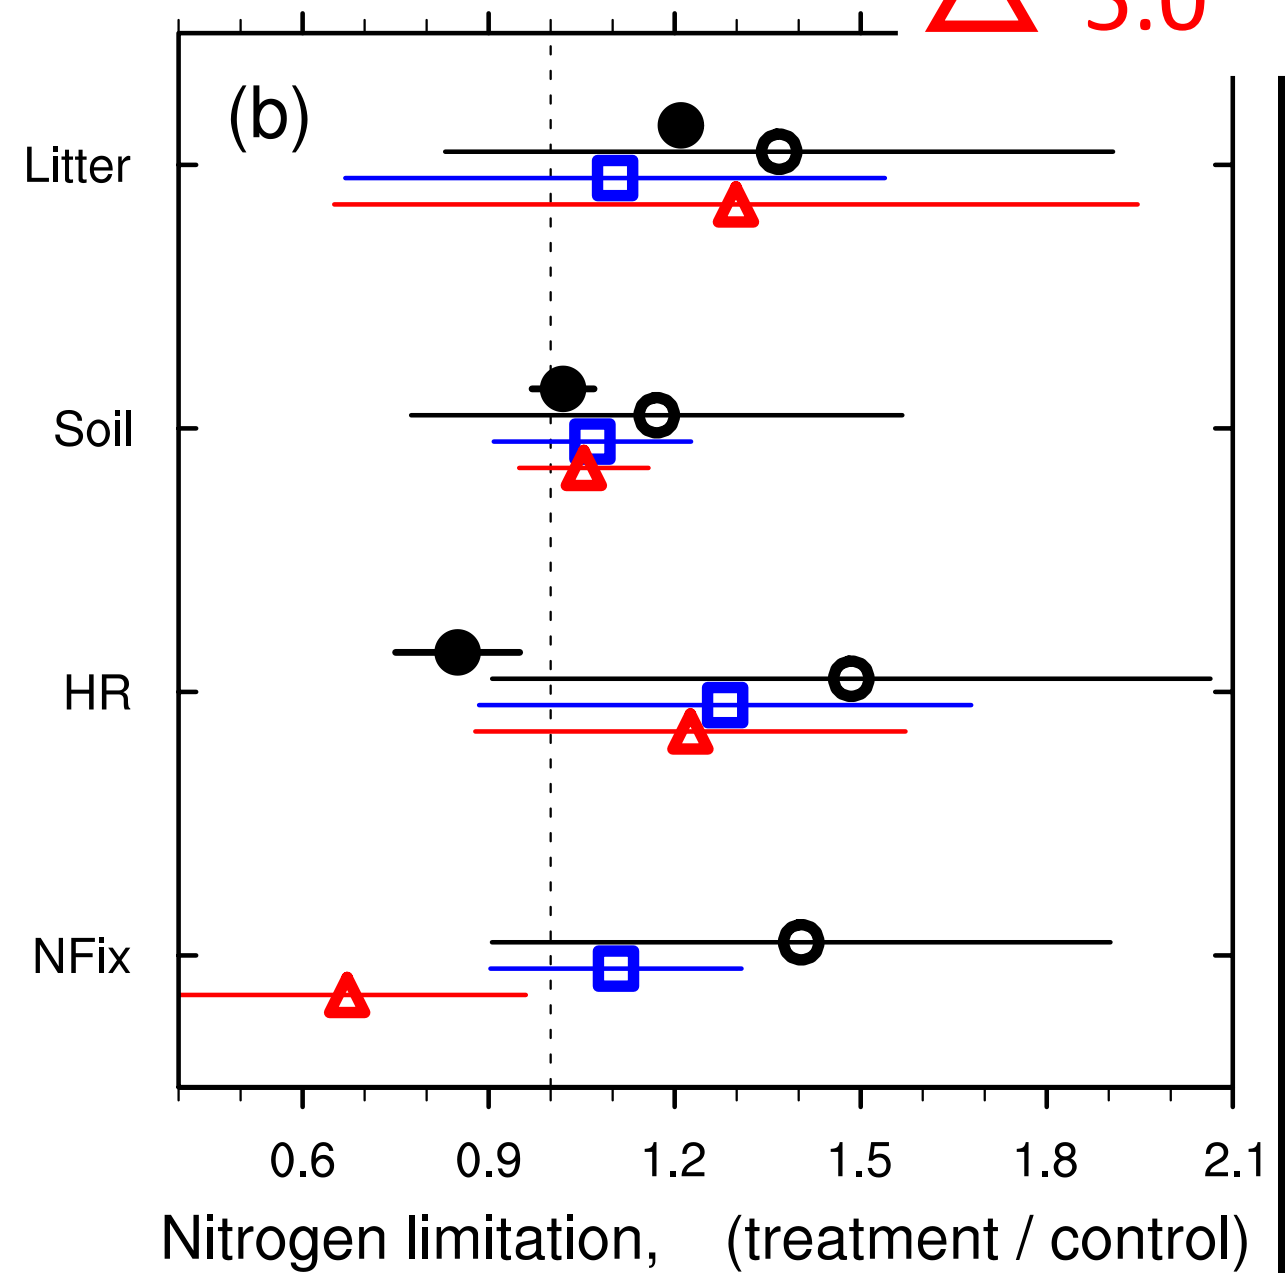 5.0
(b)
Litter
Soil
HR
NFix
0.6 0.9 1.2 1.5 1.8 2.1
Nitrogen limitation, (treatment / control)